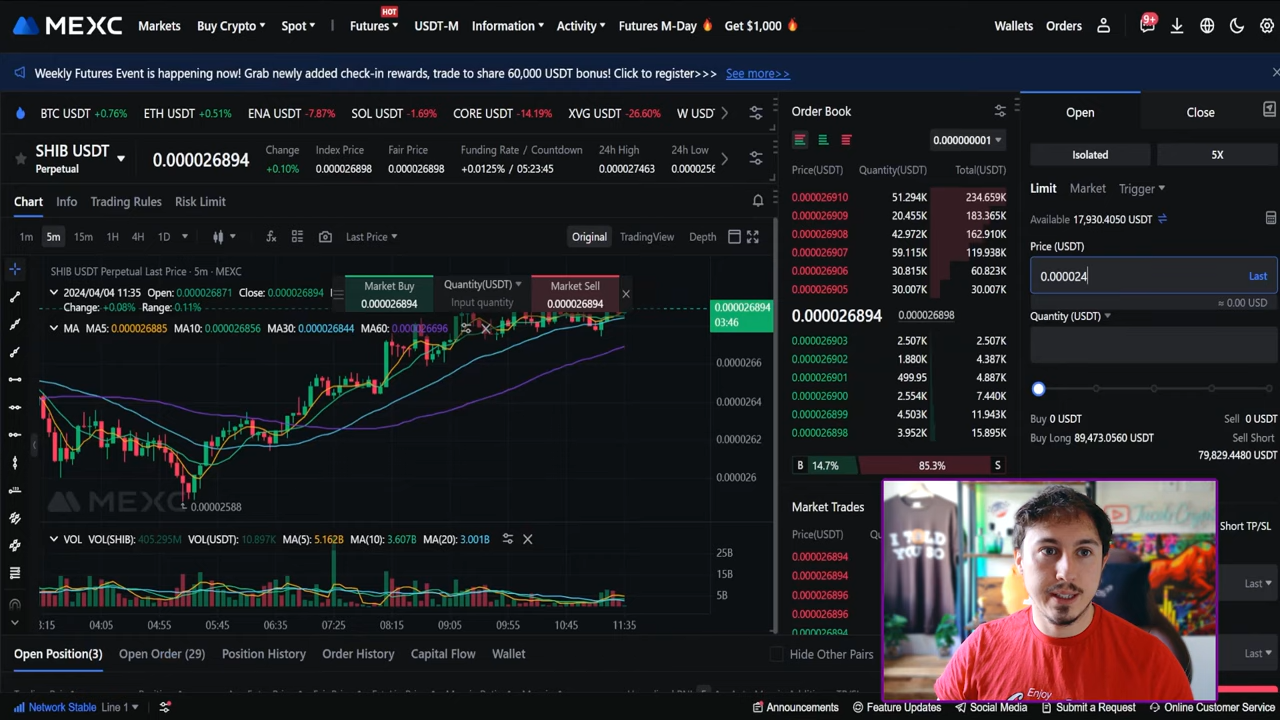 MEXC Markets Buy Crypto Spot Futures HOT USDT-M Information Activity Futures M-Day Get $1,000 Wallets Orders 9+
Weekly Futures Event is happening now! Grab newly added check-in rewards, trade to share 60,000 USDT bonus! Click to register>>> See more>>
BTC USDT +0.76% ETH USDT +0.51% ENA USDT -7.87% SOL USDT -1.69% CORE USDT -14.19% XVG USDT -26.60% W USDT
SHIB USDT
Perpetual
0.000026894
Change
+0.10%
Index Price
0.000026898
Fair Price
0.000026898
Funding Rate / Countdown
+0.0125% / 05:23:45
24h High
0.000027463
24h Low
0.000025
Chart Info Trading Rules Risk Limit
1m 5m 15m 1H 4H 1D Last Price Original TradingView Depth
SHIB USDT Perpetual Last Price · 5m · MEXC
2024/04/04 11:35 Open: 0.000026871 Close: 0.000026894
Change: +0.08% Range: 0.11%
MA MA5: 0.000026885 MA10: 0.000026856 MA30: 0.000026844 MA60: 0.000026696
Market Buy
0.000026894
Quantity(USDT)
Input quantity
Market Sell
0.000026894
0.000026894
03:46
0.0000266
0.0000264
0.0000262
0.000026
0.00002588
MEXC
VOL VOL(SHIB): 405.295M VOL(USDT): 10.897K MA(5): 5.162B MA(10): 3.607B MA(20): 3.001B
25B
15B
5B
3:15 04:05 04:55 05:45 06:35 07:25 08:15 09:05 09:55 10:45 11:35
Open Position(3) Open Order (29) Position History Order History Capital Flow Wallet Hide Other Pairs
Order Book
0.000000001
Price(USDT) Quantity(USDT) Total(USDT)
0.000026910 51.294K 234.659K
0.000026909 20.455K 183.365K
0.000026908 42.972K 162.910K
0.000026907 59.115K 119.938K
0.000026906 30.815K 60.823K
0.000026905 30.007K 30.007K
0.000026894 0.000026898
0.000026903 2.507K 2.507K
0.000026902 1.880K 4.387K
0.000026901 499.95 4.887K
0.000026900 2.554K 7.440K
0.000026899 4.503K 11.943K
0.000026898 3.952K 15.895K
B 14.7% 85.3% S
Market Trades
Price(USDT)
0.000026894
0.000026894
0.000026896
0.000026896
0.000026894
Open Close
Isolated 5X
Limit Market Trigger
Available 17,930.4050 USDT
Price (USDT)
0.000024 Last
≈ 0.00 USD
Quantity (USDT)
Buy 0 USDT Sell 0 USDT
Buy Long 89,473.0560 USDT Sell Short
79,829.4480 USDT
Short TP/SL
Last
Last
Enjoy
Network Stable Line 1 Announcements Feature Updates Social Media Submit a Request Online Customer Service